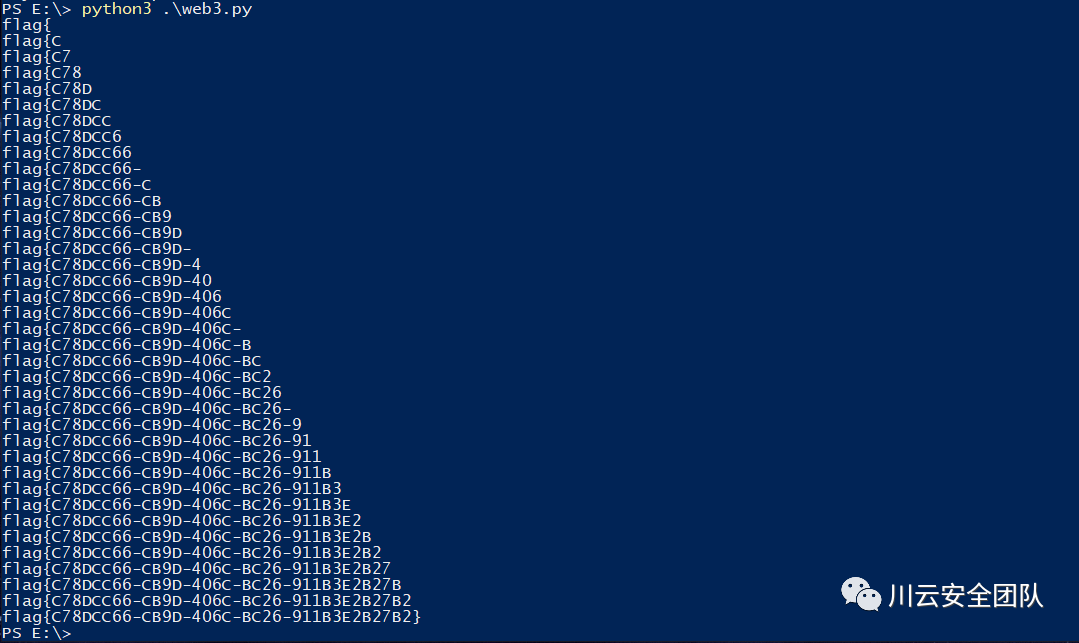 PS E:\> python3 .\web3.py
flag{
flag{C
flag{C7
flag{C78
flag{C78D
flag{C78DC
flag{C78DCC
flag{C78DCC6
flag{C78DCC66
flag{C78DCC66-
flag{C78DCC66-C
flag{C78DCC66-CB
flag{C78DCC66-CB9
flag{C78DCC66-CB9D
flag{C78DCC66-CB9D-
flag{C78DCC66-CB9D-4
flag{C78DCC66-CB9D-40
flag{C78DCC66-CB9D-406
flag{C78DCC66-CB9D-406C
flag{C78DCC66-CB9D-406C-
flag{C78DCC66-CB9D-406C-B
flag{C78DCC66-CB9D-406C-BC
flag{C78DCC66-CB9D-406C-BC2
flag{C78DCC66-CB9D-406C-BC26
flag{C78DCC66-CB9D-406C-BC26-
flag{C78DCC66-CB9D-406C-BC26-9
flag{C78DCC66-CB9D-406C-BC26-91
flag{C78DCC66-CB9D-406C-BC26-911
flag{C78DCC66-CB9D-406C-BC26-911B
flag{C78DCC66-CB9D-406C-BC26-911B3
flag{C78DCC66-CB9D-406C-BC26-911B3E
flag{C78DCC66-CB9D-406C-BC26-911B3E2
flag{C78DCC66-CB9D-406C-BC26-911B3E2B
flag{C78DCC66-CB9D-406C-BC26-911B3E2B2
flag{C78DCC66-CB9D-406C-BC26-911B3E2B27
flag{C78DCC66-CB9D-406C-BC26-911B3E2B27B
flag{C78DCC66-CB9D-406C-BC26-911B3E2B27B2
flag{C78DCC66-CB9D-406C-BC26-911B3E2B27B2}
PS E:\>
川云安全团队